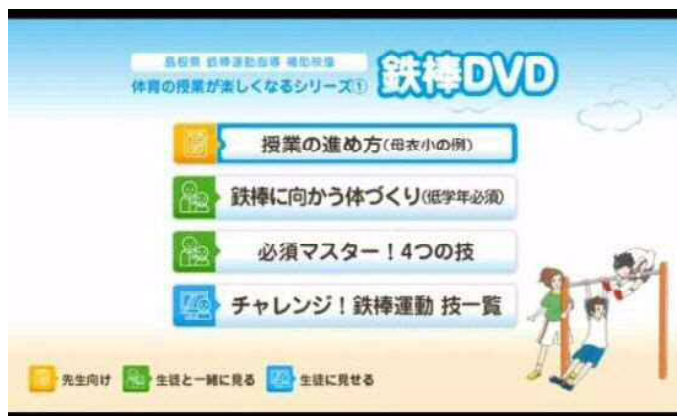 島根県 鉄棒運動指導 補助映像
体育の授業が楽しくなるシリーズ①
鉄棒DVD
授業の進め方(母衣小の例)
鉄棒に向かう体づくり(低学年必須)
必須マスター!4つの技
チャレンジ!鉄棒運動 技一覧
先生向け
生徒と一緒に見る
生徒に見せる